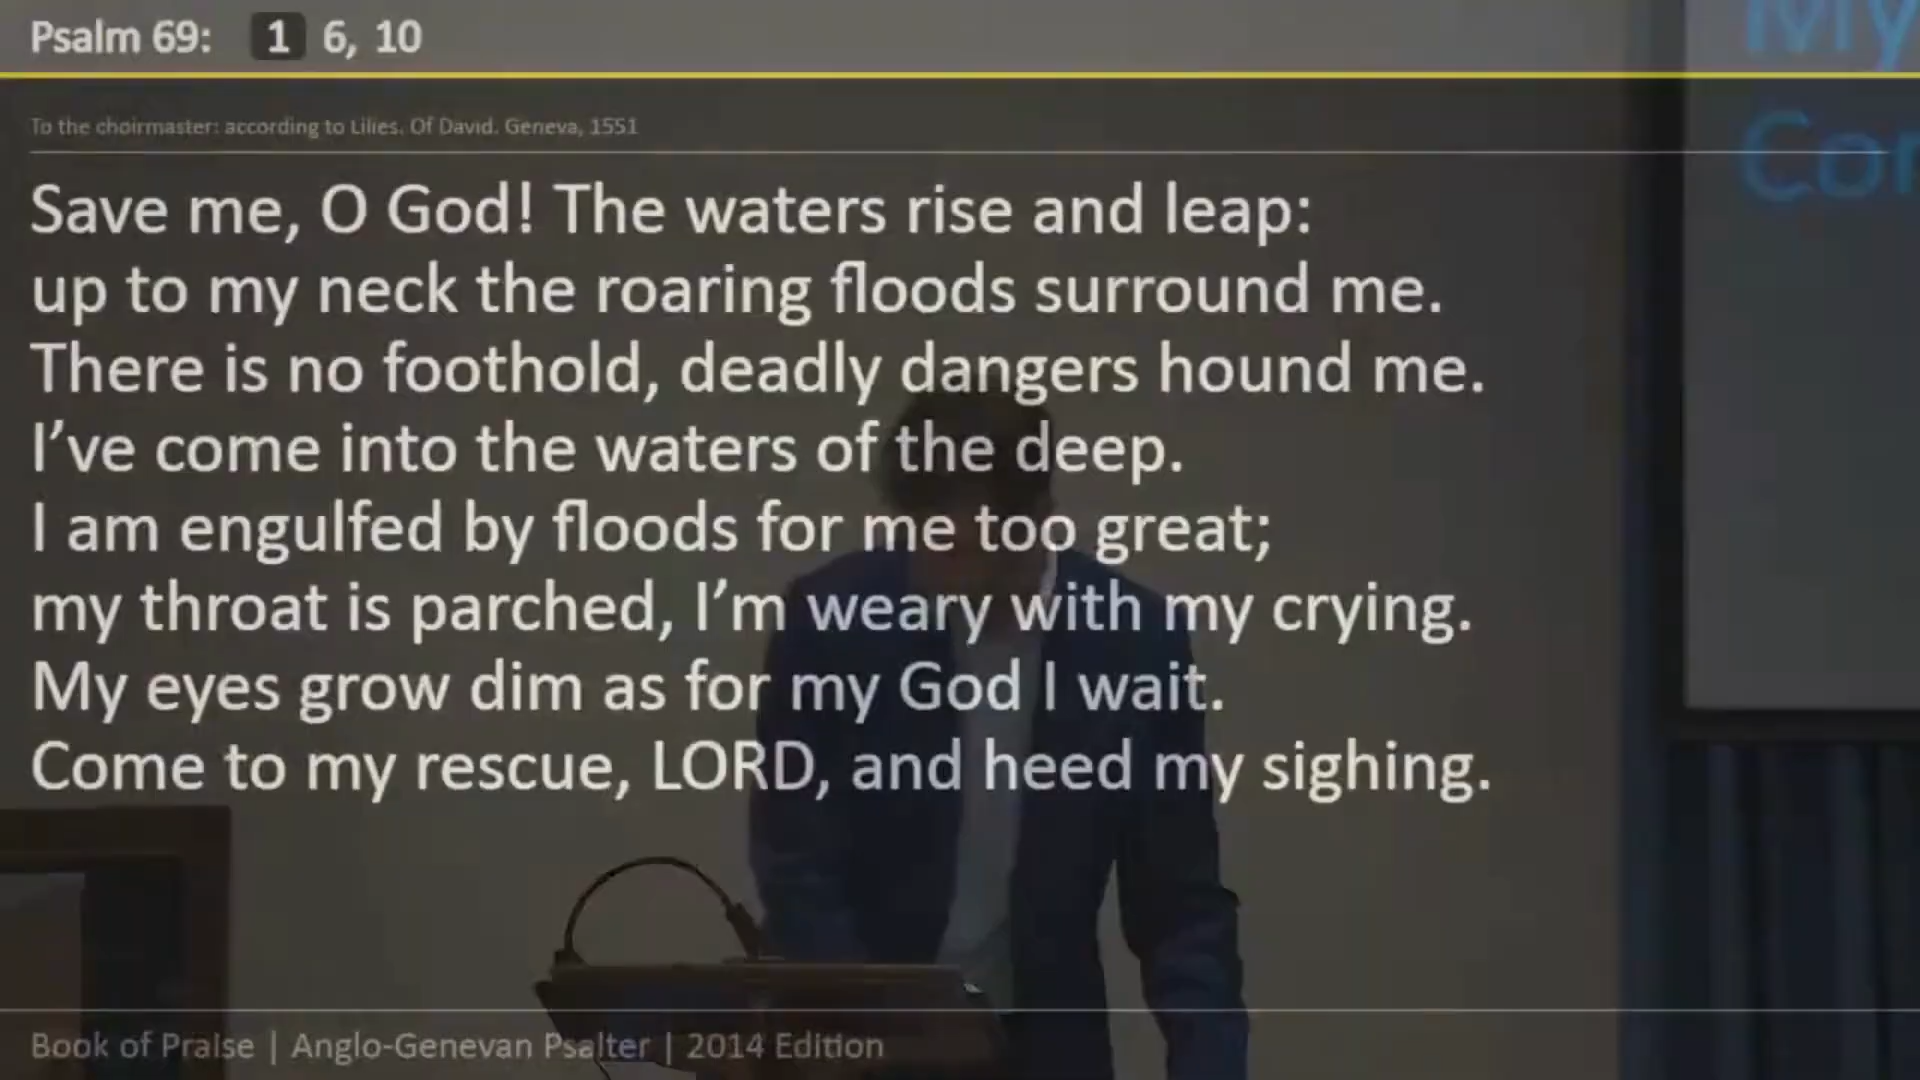 Psalm 69: 1 6, 10
My
Con
To the choirmaster: according to Lilies. Of David. Geneva, 1551
Save me, O God! The waters rise and leap:
up to my neck the roaring floods surround me.
There is no foothold, deadly dangers hound me.
I’ve come into the waters of the deep.
I am engulfed by floods for me too great;
my throat is parched, I’m weary with my crying.
My eyes grow dim as for my God I wait.
Come to my rescue, LORD, and heed my sighing.
Book of Praise | Anglo-Genevan Psalter | 2014 Edition